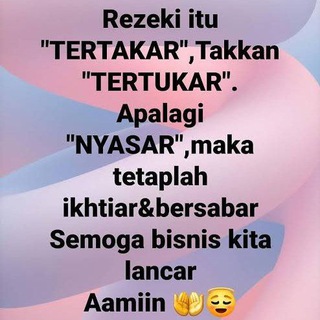 Rezeki itu
"TERTAKAR",Takkan
"TERTUKAR".
Apalagi
"NYASAR",maka
tetaplah
ikhtiar&bersabar
Semoga bisnis kita
lancar
Aamiin 🤲😇